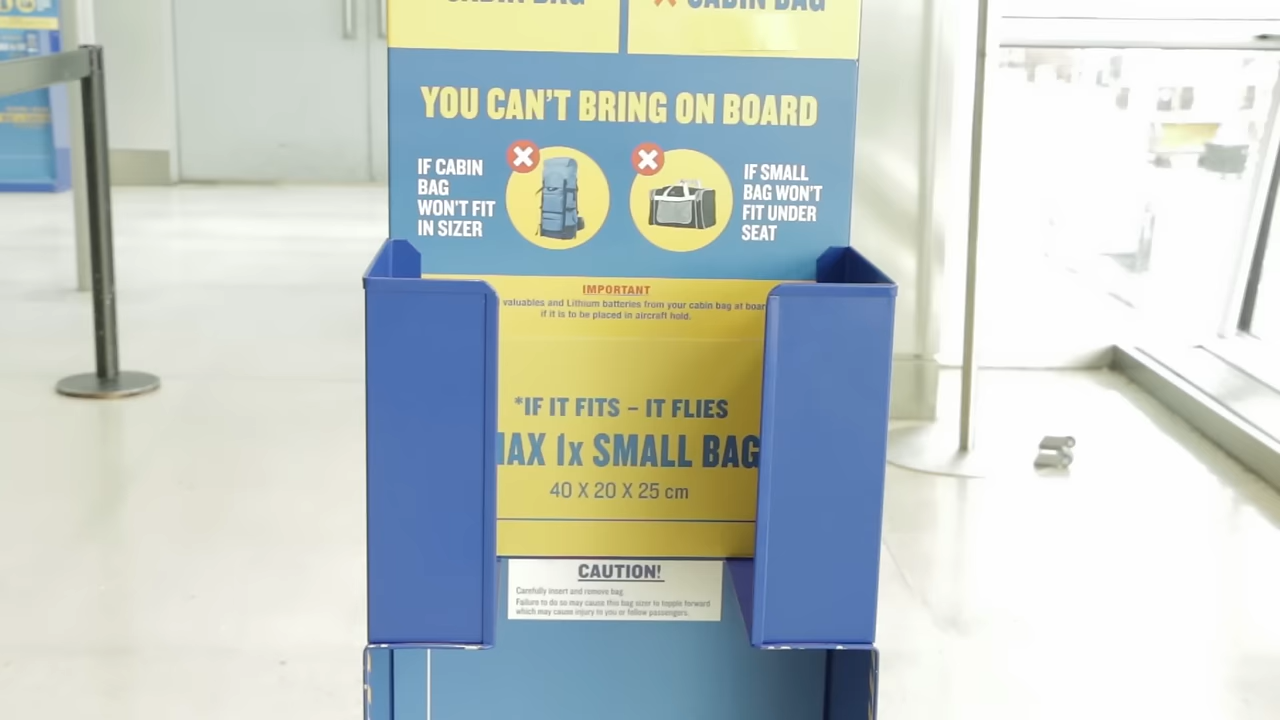 CABIN BAG
CABIN BAG
YOU CAN'T BRING ON BOARD
IF CABIN
BAG
WON'T FIT
IN SIZER
IF SMALL
BAG WON'T
FIT UNDER
SEAT
IMPORTANT
valuables and Lithium batteries from your cabin bag at boar
if it is to be placed in aircraft hold.
*IF IT FITS – IT FLIES
AX 1x SMALL BAG
40 X 20 X 25 cm
CAUTION!
Carefully insert and remove bag.
Failure to do so may cause this bag sizer to topple forward
which may cause injury to you or fellow passengers.